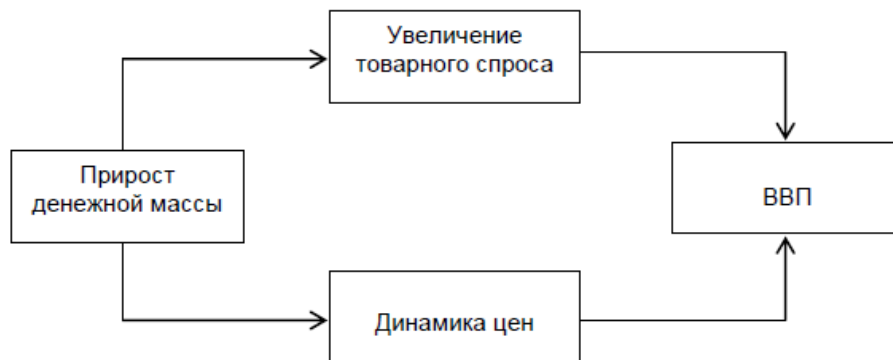 Увеличение
товарного спроса
Прирост
денежной массы
ВВП
Динамика цен